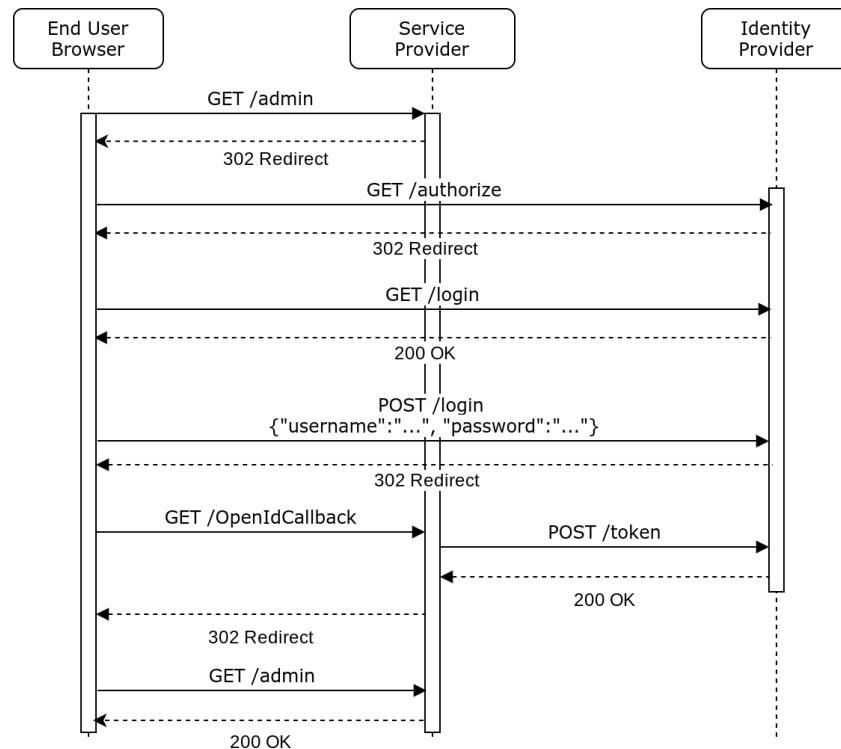 End User
Browser
Service
Provider
Identity
Provider
GET /admin
302 Redirect
GET /authorize
302 Redirect
GET /login
200 OK
POST /login
{"username":"...", "password":"..."}
302 Redirect
GET /OpenIdCallback
POST /token
200 OK
302 Redirect
GET /admin
200 OK